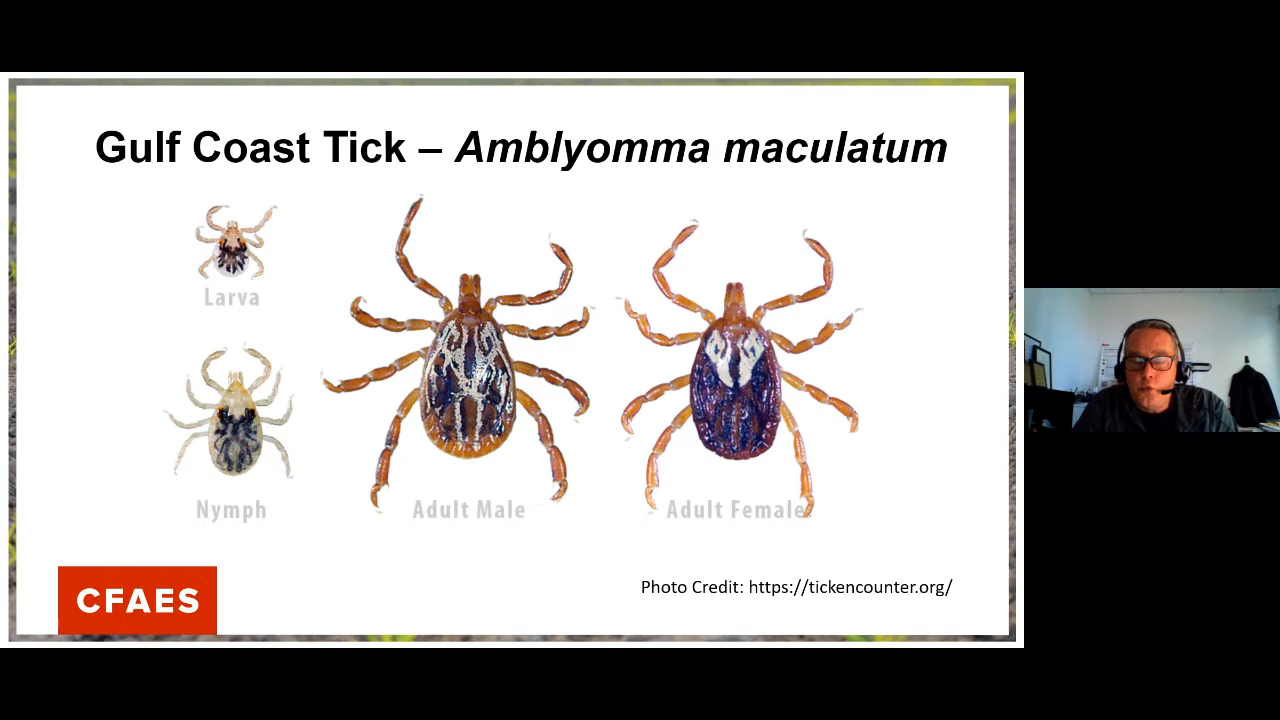 Gulf Coast Tick – Amblyomma maculatum
Larva
Nymph
Adult Male
Adult Female
Photo Credit: https://tickencounter.org/
CFAES